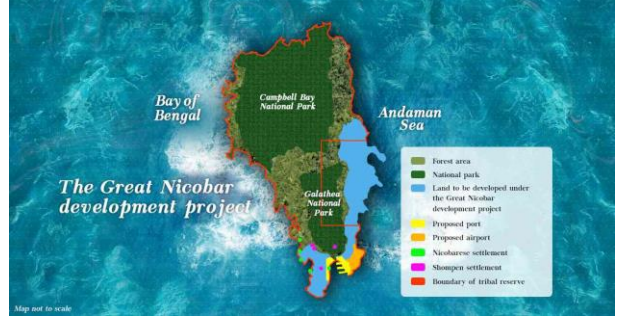 Campbell Bay
National Park
Bay of
Bengal
Andaman
Sea
The Great Nicobar
development project
Galathea
National
Park
Forest area
National park
Land to be developed under
the Great Nicobar
development project
Proposed port
Proposed airport
Nicobarese settlement
Shompen settlement
Boundary of tribal reserve
Map not to scale